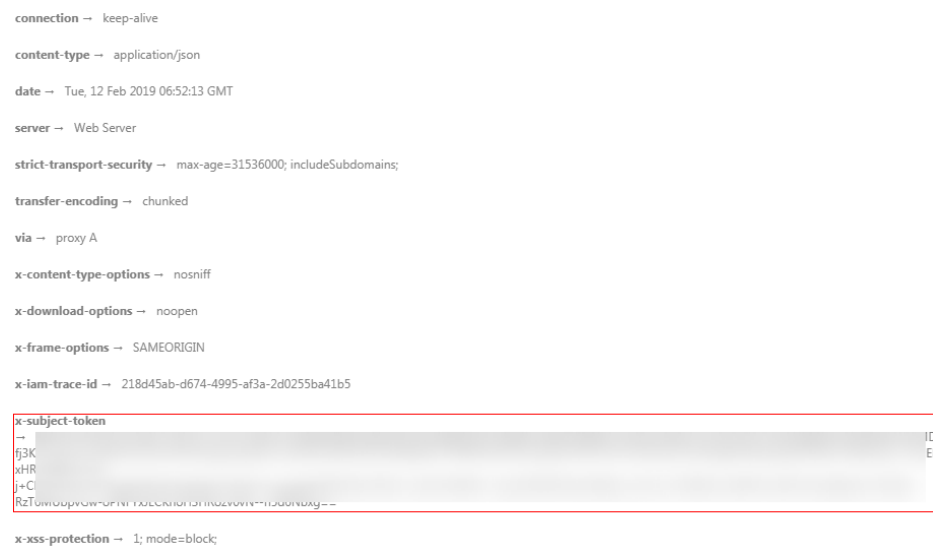 connection → keep-alive
content-type → application/json
date → Tue, 12 Feb 2019 06:52:13 GMT
server → Web Server
strict-transport-security → max-age=31536000; includeSubdomains;
transfer-encoding → chunked
via → proxy A
x-content-type-options → nosniff
x-download-options → noopen
x-frame-options → SAMEORIGIN
x-iam-trace-id → 218d45ab-d674-4995-af3a-2d0255ba41b5
x-subject-token
→
fj3K
xHR
j+C
x-xss-protection → 1; mode=block;